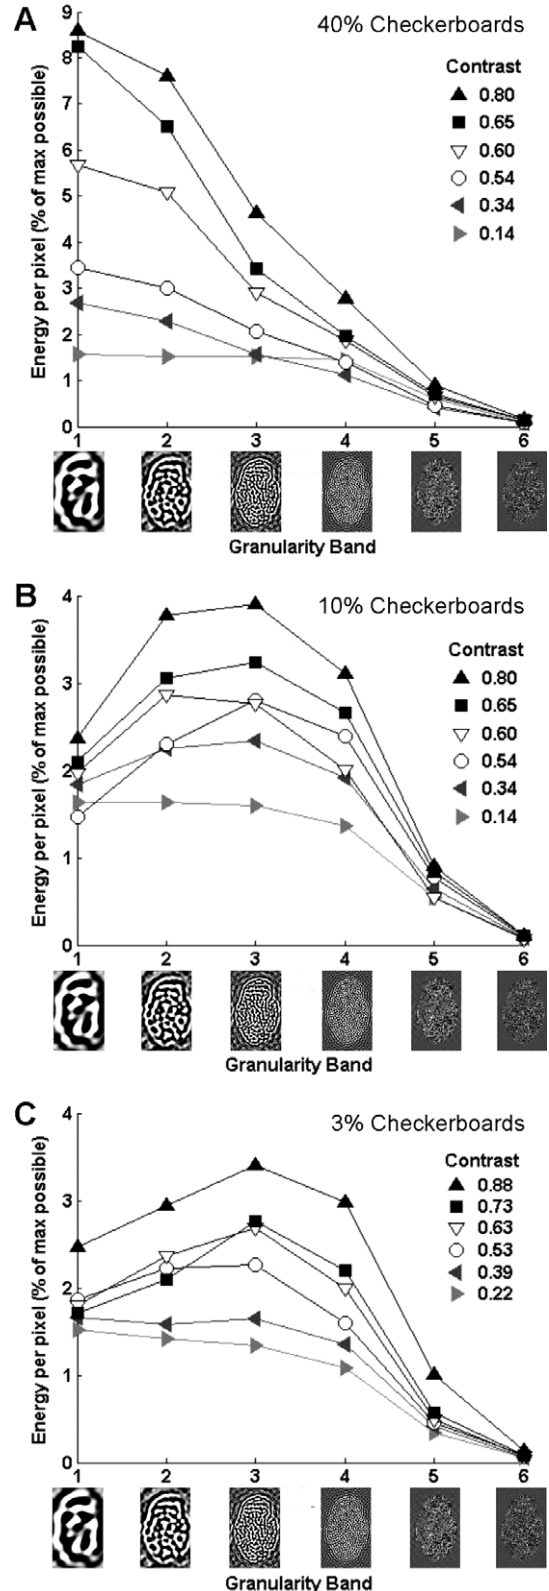 A
40% Checkerboards
Contrast
0.80
0.65
0.60
0.54
0.34
0.14
Energy per pixel (% of max possible)
9
8
7
6
5
4
3
2
1
0
1 2 3 4 5 6
Granularity Band
B
10% Checkerboards
Contrast
0.80
0.65
0.60
0.54
0.34
0.14
Energy per pixel (% of max possible)
4
3
2
1
0
1 2 3 4 5 6
Granularity Band
C
3% Checkerboards
Contrast
0.88
0.73
0.63
0.53
0.39
0.22
Energy per pixel (% of max possible)
4
3
2
1
0
1 2 3 4 5 6
Granularity Band